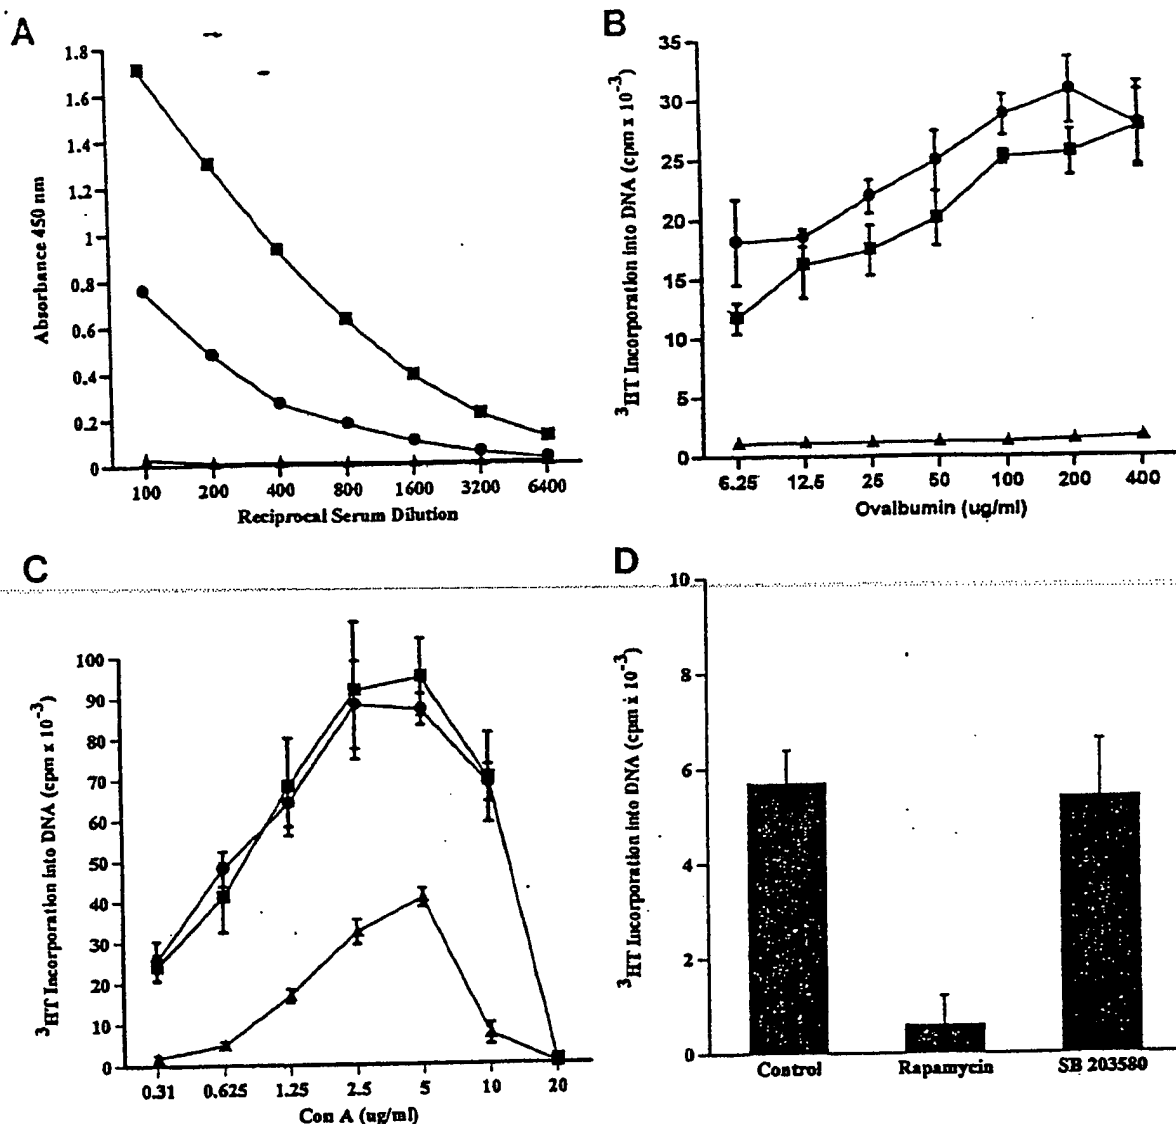 A
Absorbance 450 nm
1.8
1.6
1.4
1.2
1
0.8
0.6
0.4
0.2
0
100 200 400 800 1600 3200 6400
Reciprocal Serum Dilution
B
³HT Incorporation into DNA (cpm x 10⁻³)
35
30
25
20
15
10
5
0
6.25 12.5 25 50 100 200 400
Ovalbumin (ug/ml)
C
³HT Incorporation into DNA (cpm x 10⁻³)
100
90
80
70
60
50
40
30
20
10
0
0.31 0.625 1.25 2.5 5 10 20
Con A (ug/ml)
D
³HT Incorporation into DNA (cpm x 10⁻³)
10
8
6
4
2
0
Control Rapamycin SB 203580